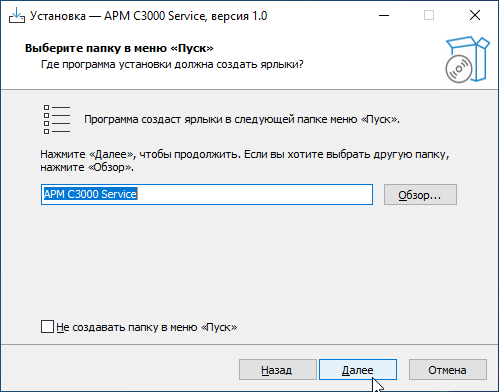 Установка — АРМ С3000 Service, версия 1.0
Выберите папку в меню «Пуск»
Где программа установки должна создать ярлыки?
Программа создаст ярлыки в следующей папке меню «Пуск».
Нажмите «Далее», чтобы продолжить. Если вы хотите выбрать другую папку,
нажмите «Обзор».
АРМ С3000 Service
Обзор...
Не создавать папку в меню «Пуск»
Назад
Далее
Отмена